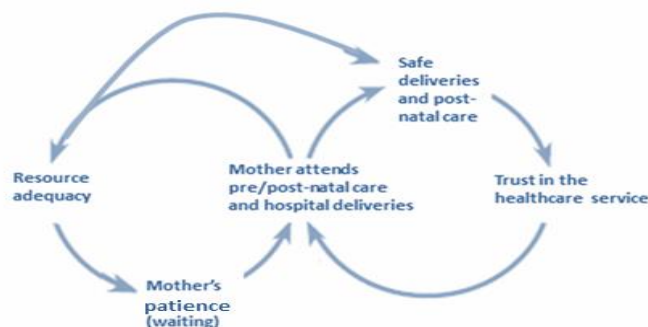 Safe
deliveries
and post-
natal care
Resource
adequacy
Mother attends
pre/post-natal care
and hospital deliveries
Trust in the
healthcare service
Mother's
patience
(waiting)